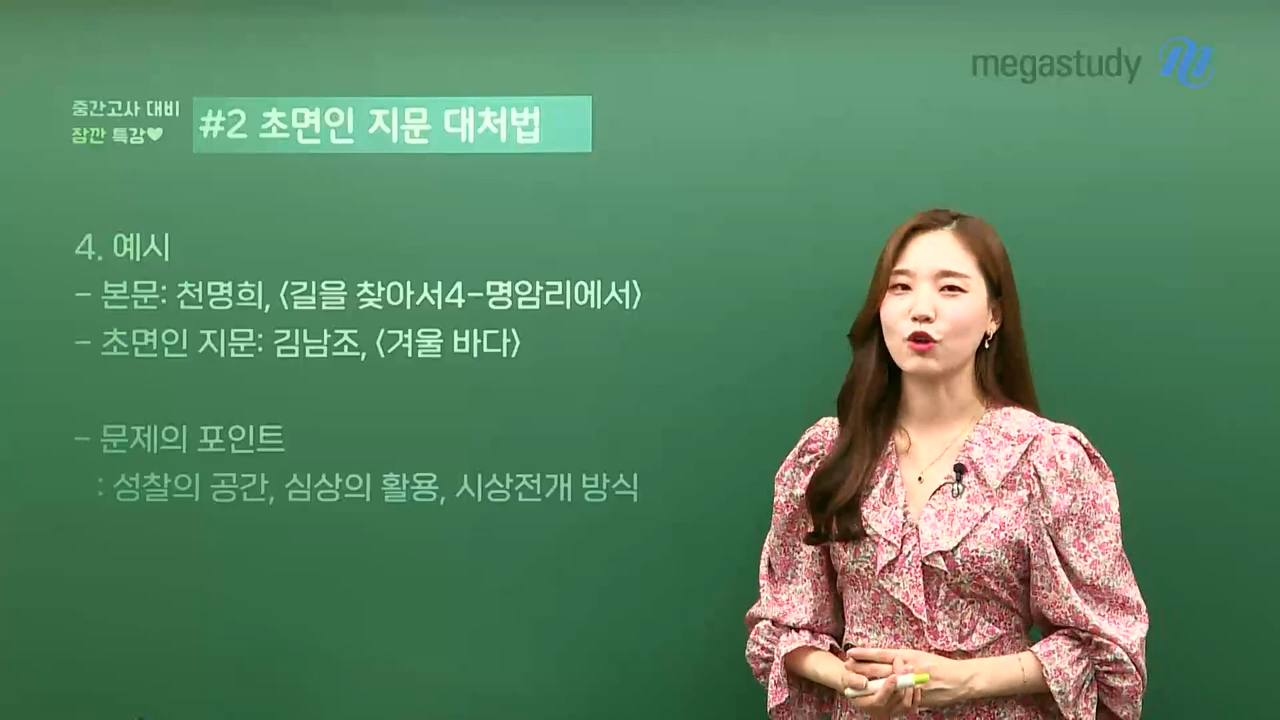 megastudy
중간고사 대비
잠깐 특강♥
#2 초면인 지문 대처법
4. 예시
- 본문: 천명희, <길을 찾아서4-명암리에서>
- 초면인 지문: 김남조, <겨울 바다>
- 문제의 포인트
: 성찰의 공간, 심상의 활용, 시상전개 방식